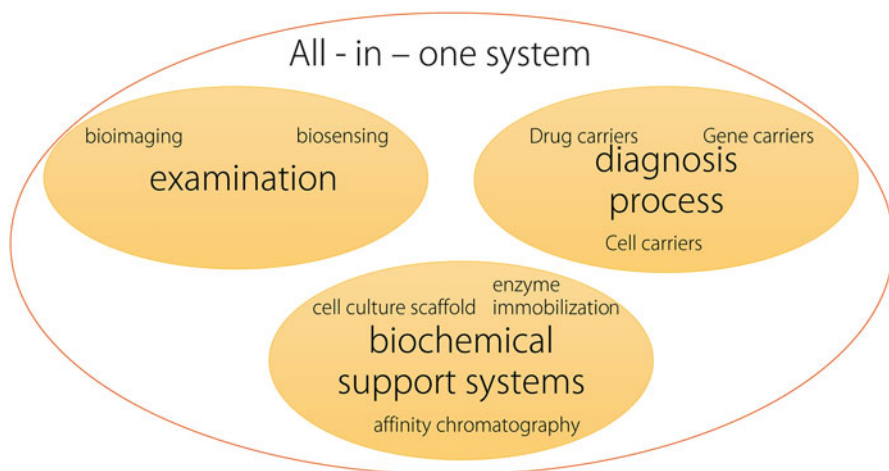 All - in – one system
bioimaging
biosensing
examination
Drug carriers
Gene carriers
diagnosis
process
Cell carriers
cell culture scaffold
enzyme
immobilization
biochemical
support systems
affinity chromatography